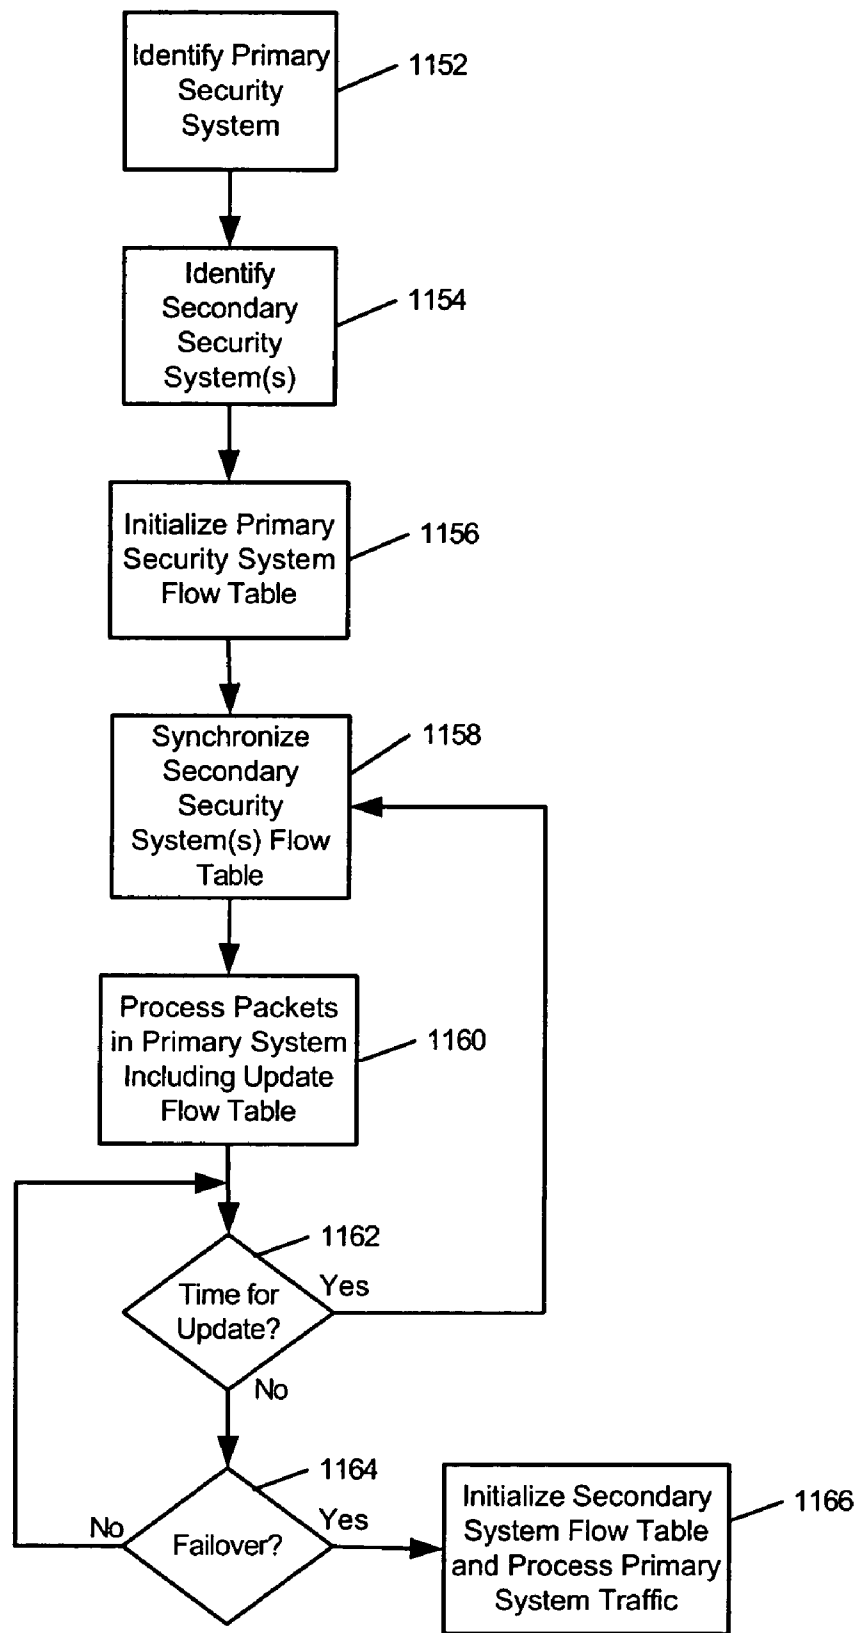 Identify Primary
Security
System
1152
Identify
Secondary
Security
System(s)
1154
Initialize Primary
Security System
Flow Table
1156
Synchronize
Secondary
Security
System(s) Flow
Table
1158
Process Packets
in Primary System
Including Update
Flow Table
1160
1162
Time for
Update?
Yes
No
1164
Failover?
No
Yes
Initialize Secondary
System Flow Table
and Process Primary
System Traffic
1166